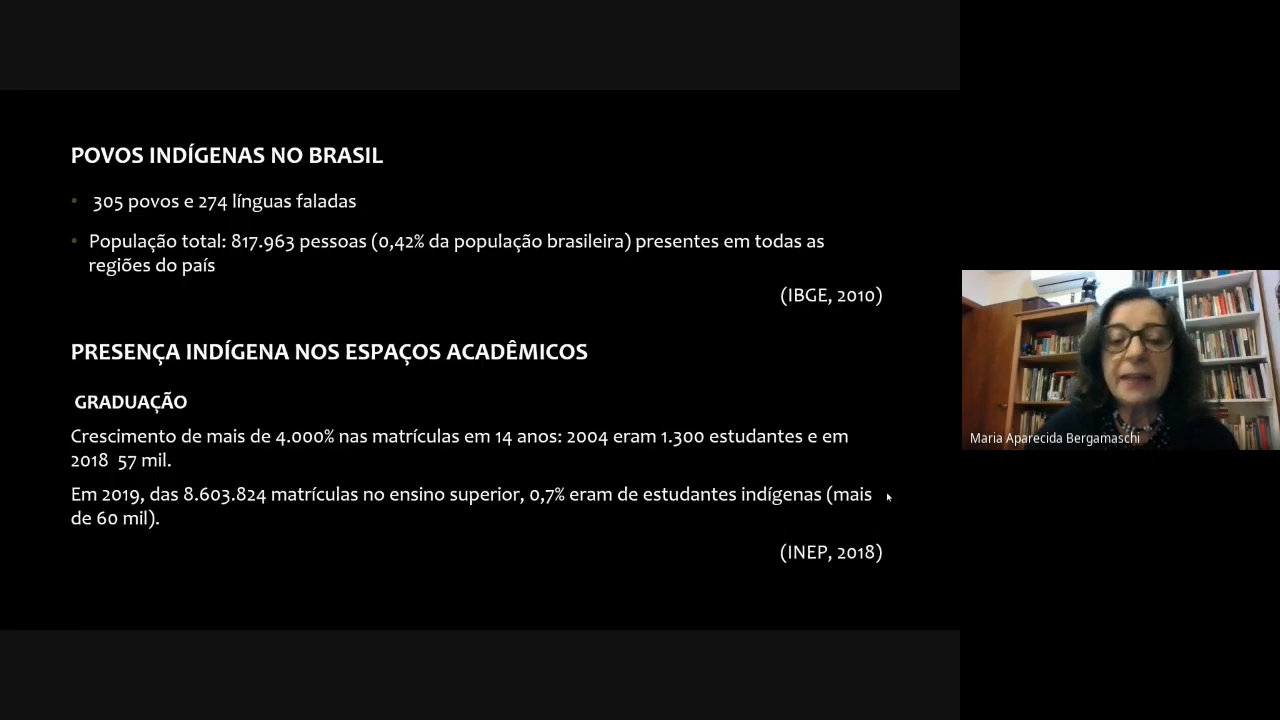 POVOS INDÍGENAS NO BRASIL
• 305 povos e 274 línguas faladas
• População total: 817.963 pessoas (0,42% da população brasileira) presentes em todas as
regiões do país
(IBGE, 2010)
PRESENÇA INDÍGENA NOS ESPAÇOS ACADÊMICOS
GRADUAÇÃO
Crescimento de mais de 4.000% nas matrículas em 14 anos: 2004 eram 1.300 estudantes e em
2018  57 mil.
Em 2019, das 8.603.824 matrículas no ensino superior, 0,7% eram de estudantes indígenas (mais
de 60 mil).
(INEP, 2018)
Maria Aparecida Bergamaschi